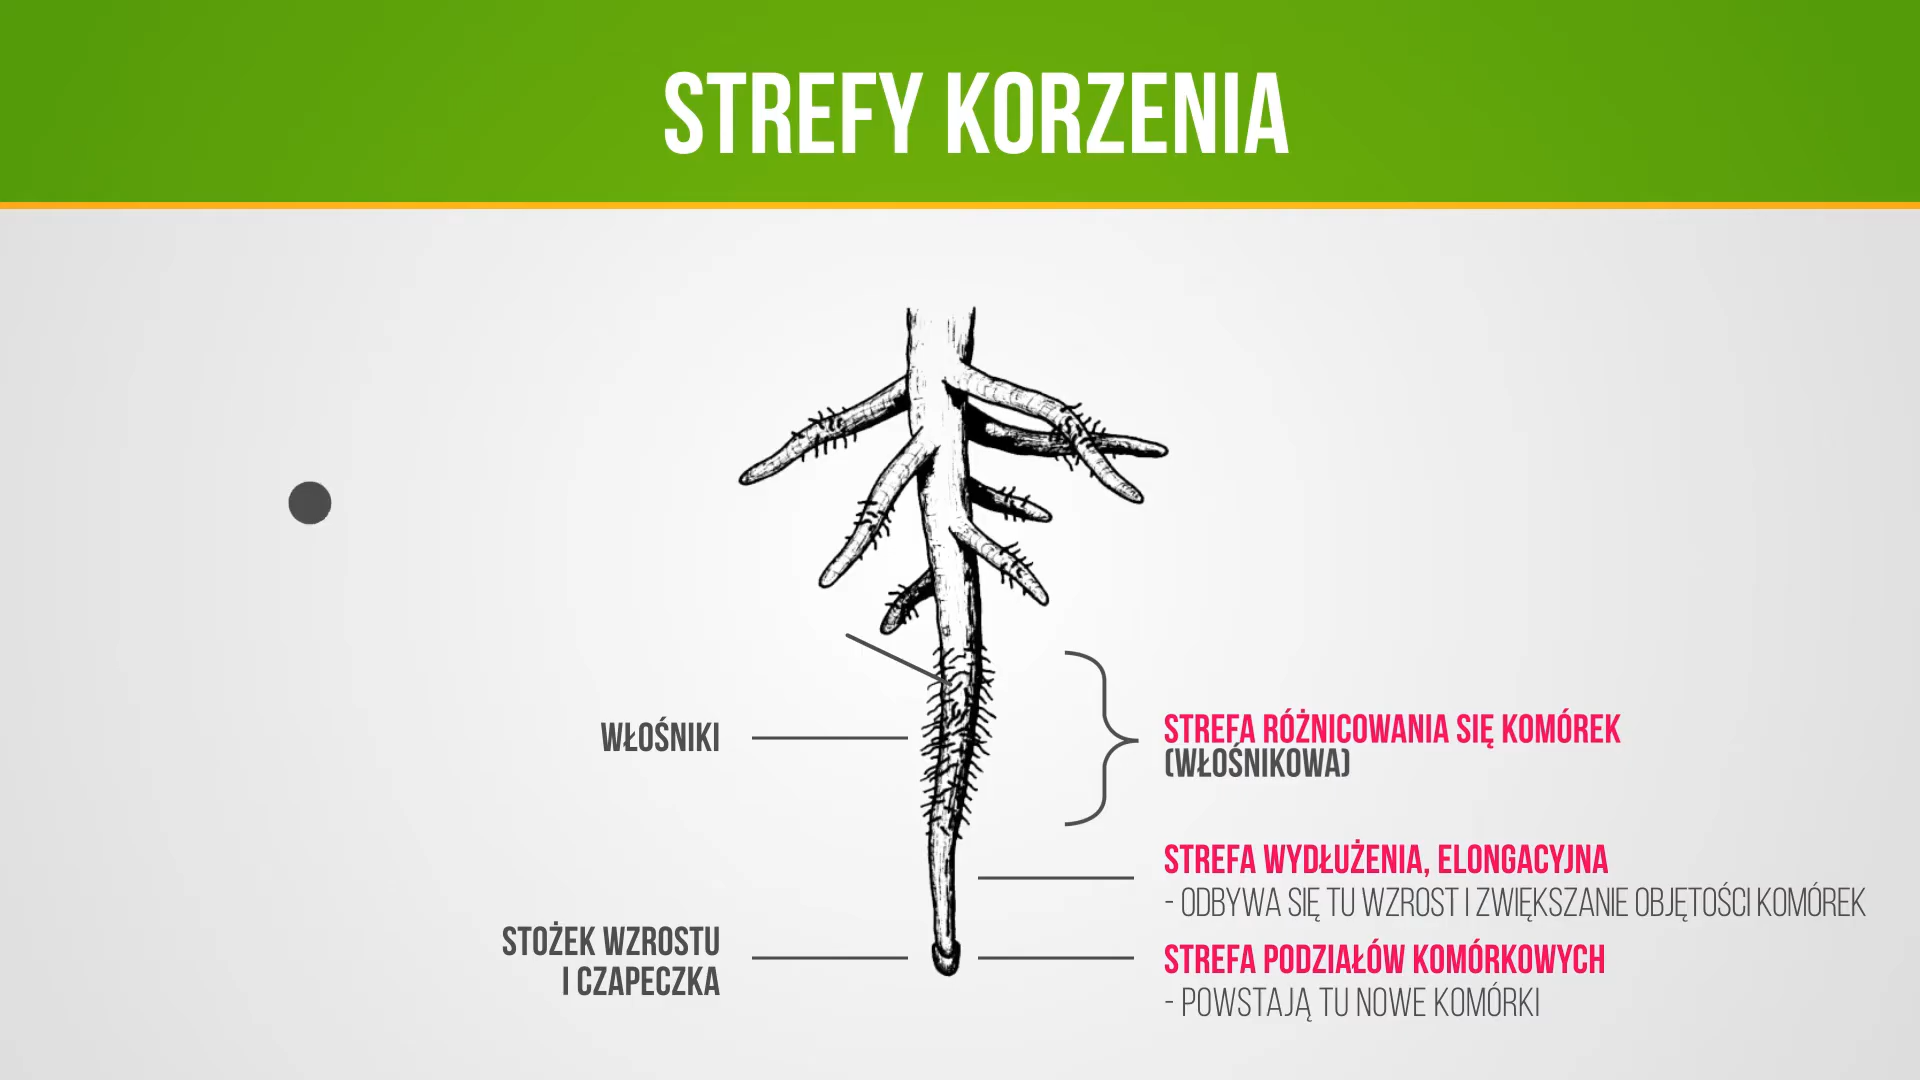 STREFY KORZENIA
WŁOŚNIKI
STREFA RÓŻNICOWANIA SIĘ KOMÓREK
(WŁOŚNIKOWA)
STREFA WYDŁUŻENIA, ELONGACYJNA
- ODBYWA SIĘ TU WZROST I ZWIĘKSZANIE OBJĘTOŚCI KOMÓREK
STOŻEK WZROSTU
I CZAPECZKA
STREFA PODZIAŁÓW KOMÓRKOWYCH
- POWSTAJĄ TU NOWE KOMÓRKI